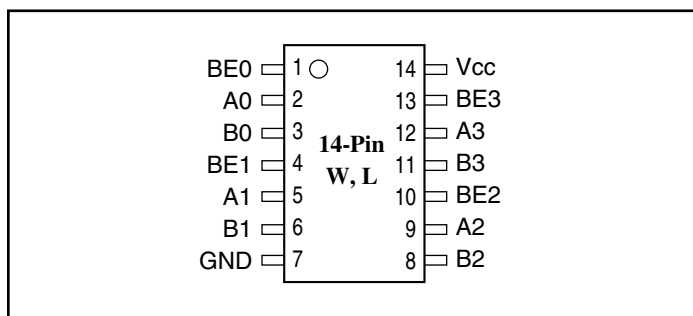 BE0 1 14 Vcc
A0 2 13 BE3
B0 3 12 A3
14-Pin
BE1 4 11 B3
W, L
A1 5 10 BE2
B1 6 9 A2
GND 7 8 B2